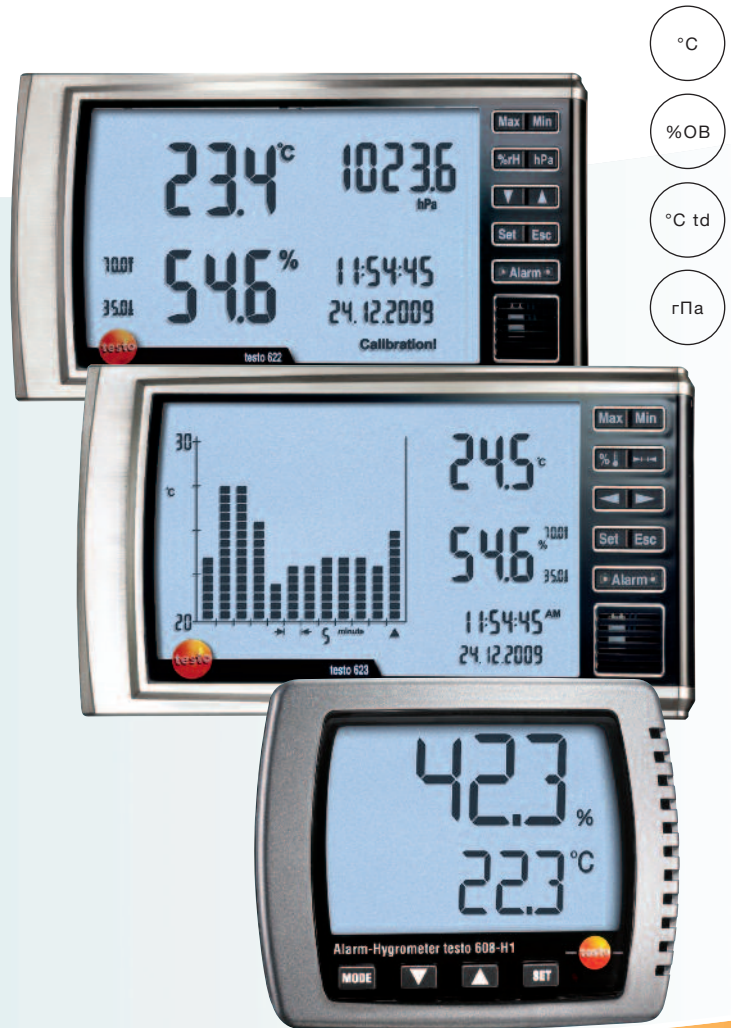 °C
%ОВ
°C td
гПа
23.4 °C 1023.6 hPa
70.0↑ 54.6 % 11:54:45
35.0↓ 24.12.2009
Calibration!
testo
testo 622
Max Min
%rH hPa
▼ ▲
Set Esc
Alarm
30
°C
20
5 minute
24.5 °C
54.6 % 70.0↑
35.0↓
11:54:45 AM
24.12.2009
testo
testo 623
Max Min
%
◄ ►
Set Esc
Alarm
42.3 %
22.3 °C
Alarm-Hygrometer testo 608-H1
testo
MODE ▼ ▲ SET